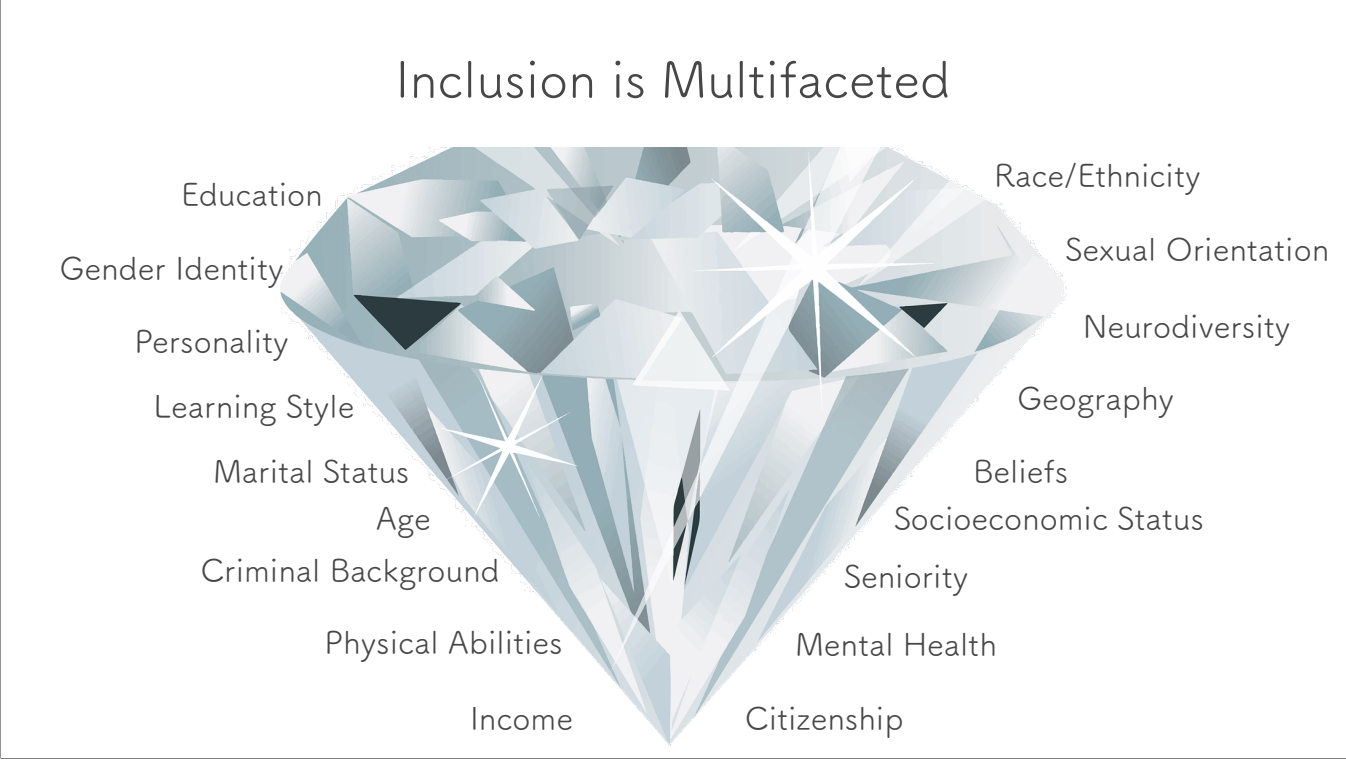 Inclusion is Multifaceted
Education
Gender Identity
Personality
Learning Style
Marital Status
Age
Criminal Background
Physical Abilities
Income
Race/Ethnicity
Sexual Orientation
Neurodiversity
Geography
Beliefs
Socioeconomic Status
Seniority
Mental Health
Citizenship